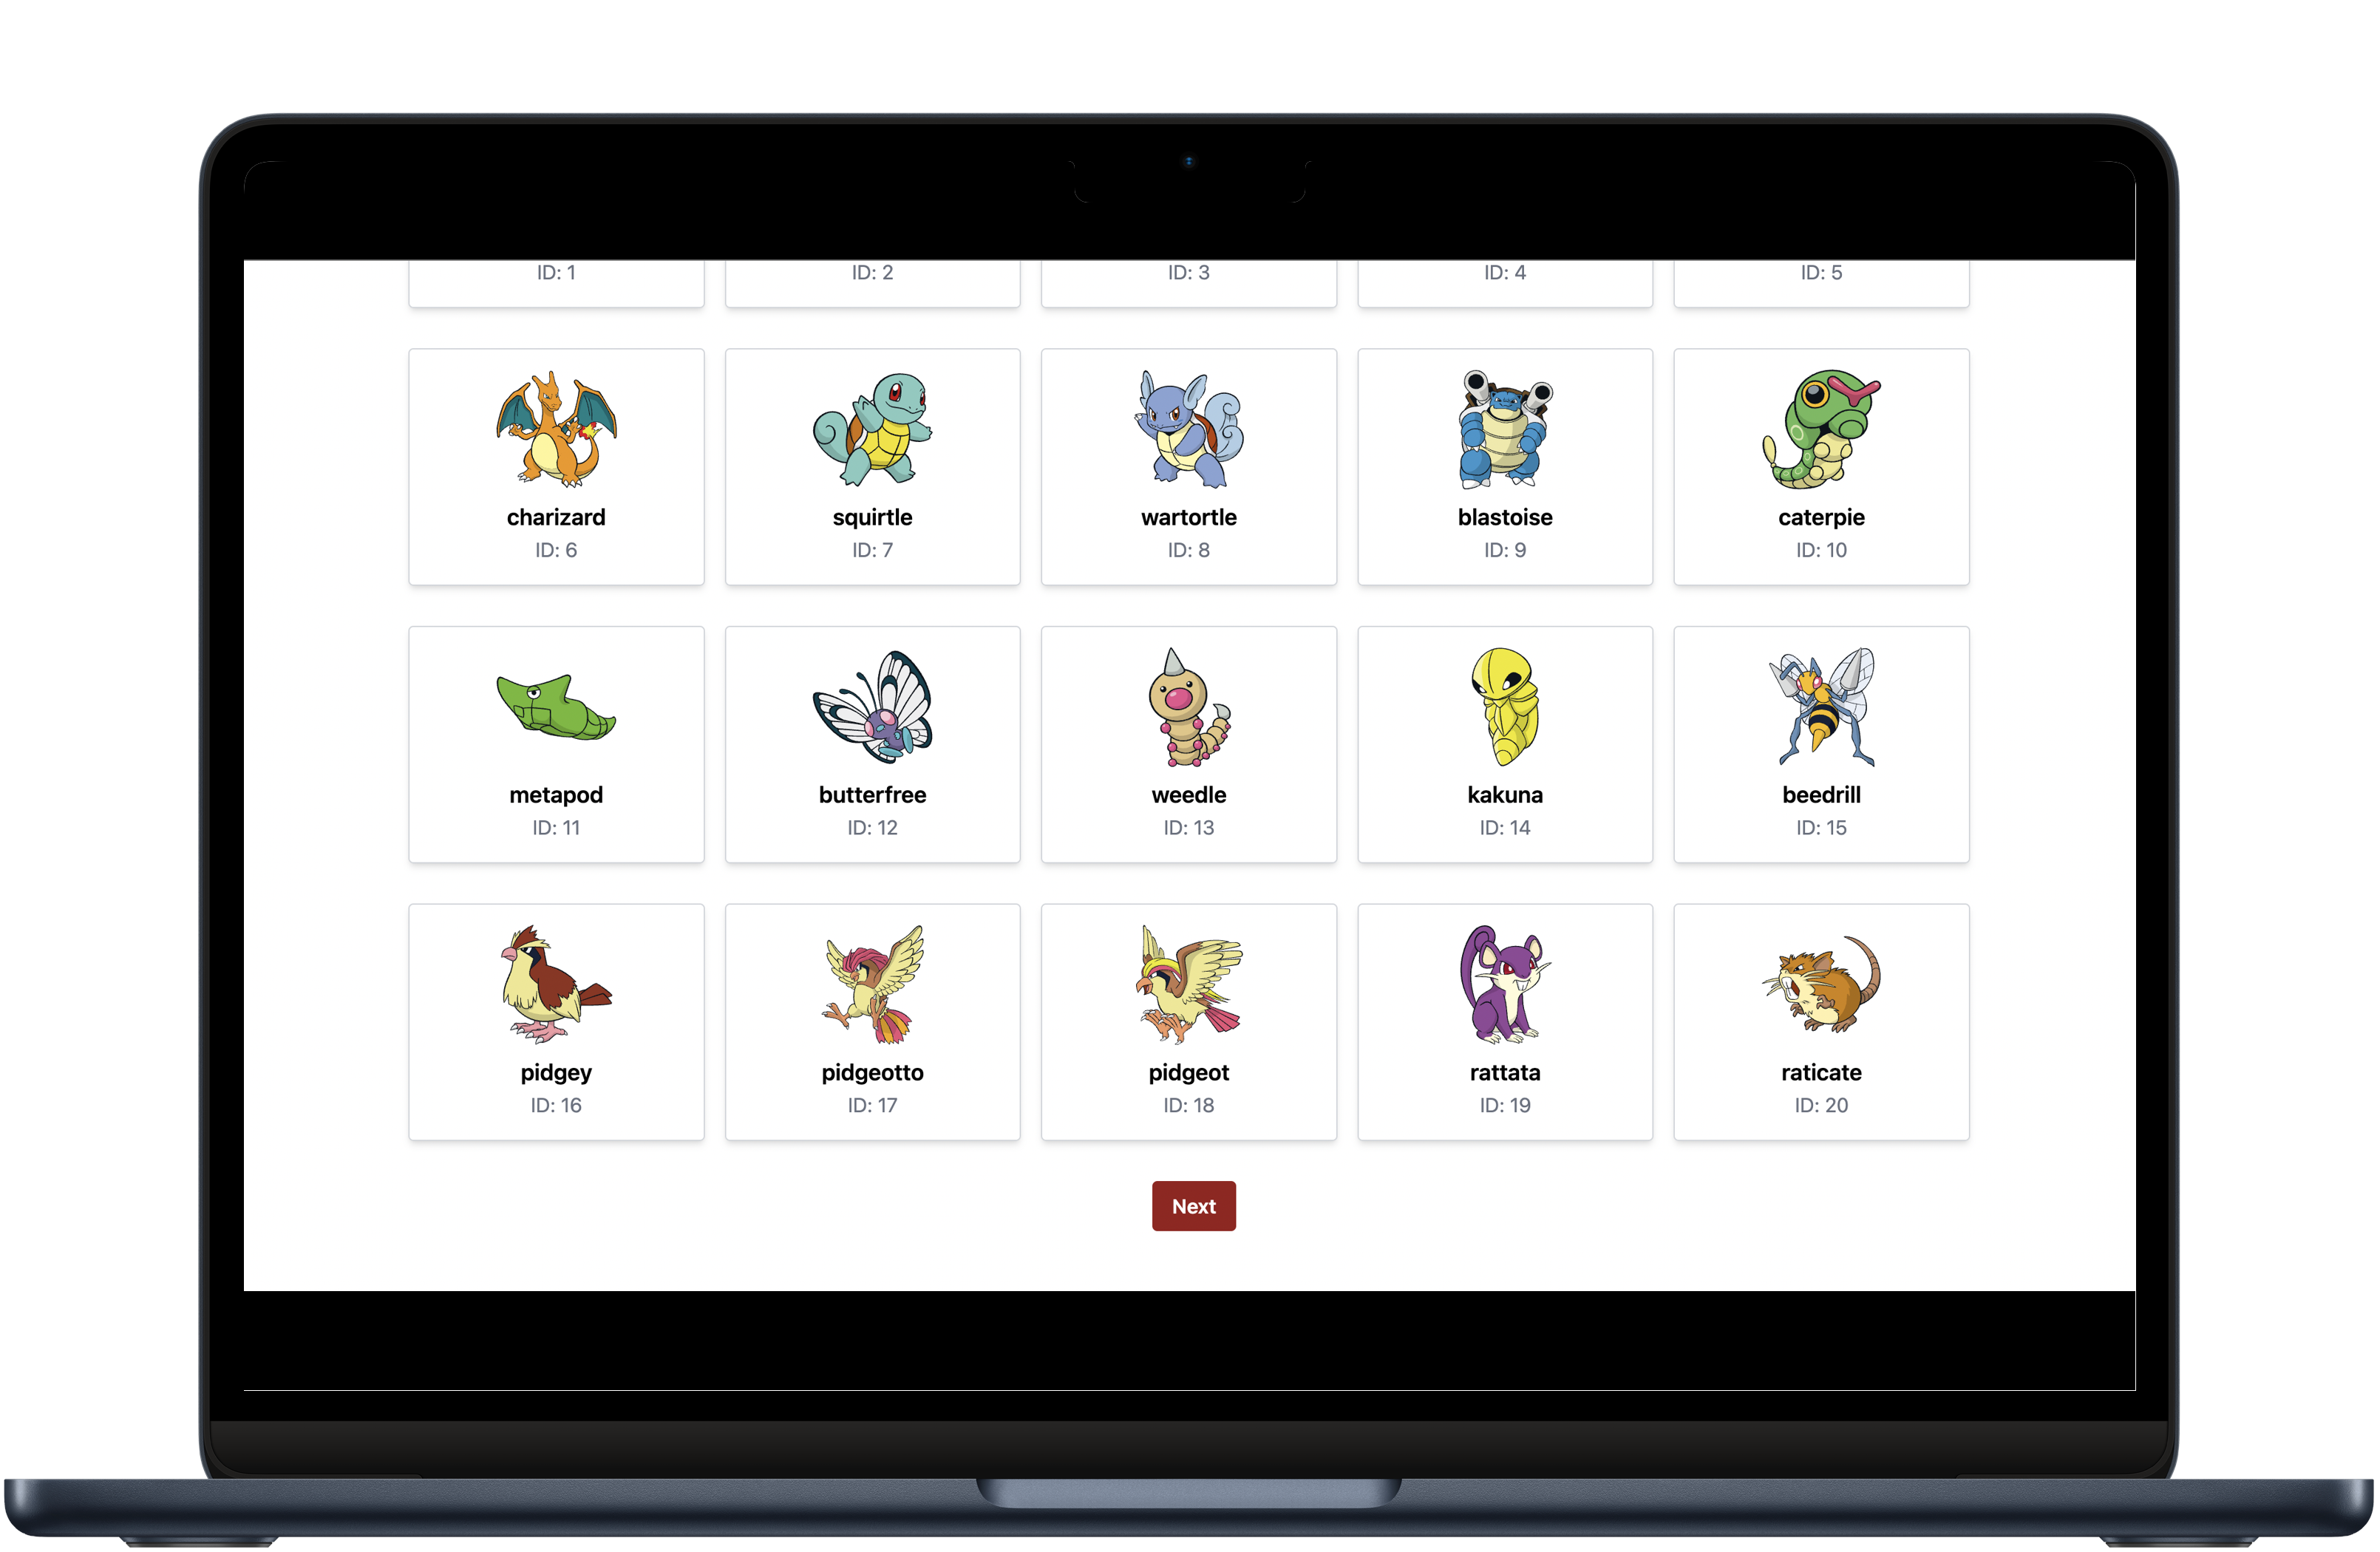 ID: 1
ID: 2
ID: 3
ID: 4
ID: 5
charizard
ID: 6
squirtle
ID: 7
wartortle
ID: 8
blastoise
ID: 9
caterpie
ID: 10
metapod
ID: 11
butterfree
ID: 12
weedle
ID: 13
kakuna
ID: 14
beedrill
ID: 15
pidgey
ID: 16
pidgeotto
ID: 17
pidgeot
ID: 18
rattata
ID: 19
raticate
ID: 20
Next